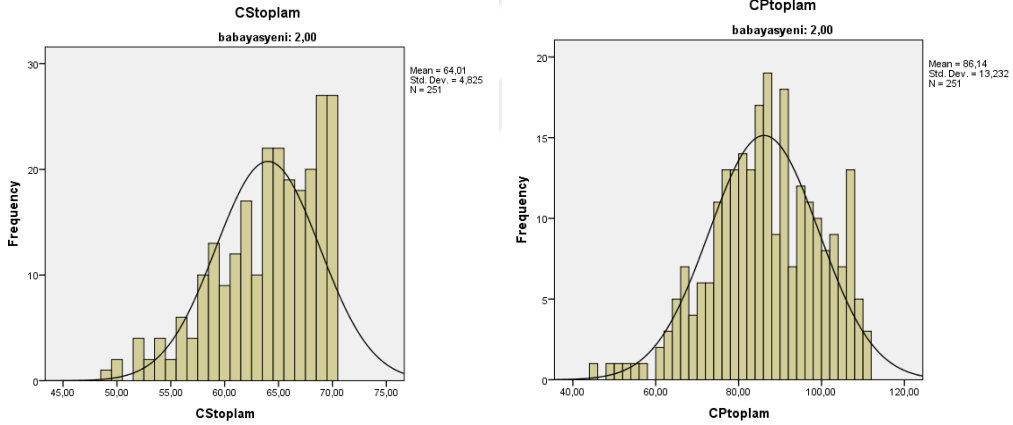 CStoplam
babayasyeni: 2,00
Mean = 64,01
Std. Dev. = 4,825
N = 251
Frequency
30
20
10
0
45,00 50,00 55,00 60,00 65,00 70,00 75,00
CStoplam
CPtoplam
babayasyeni: 2,00
Mean = 86,14
Std. Dev. = 13,232
N = 251
Frequency
20
15
10
5
0
40,00 60,00 80,00 100,00 120,00
CPtoplam